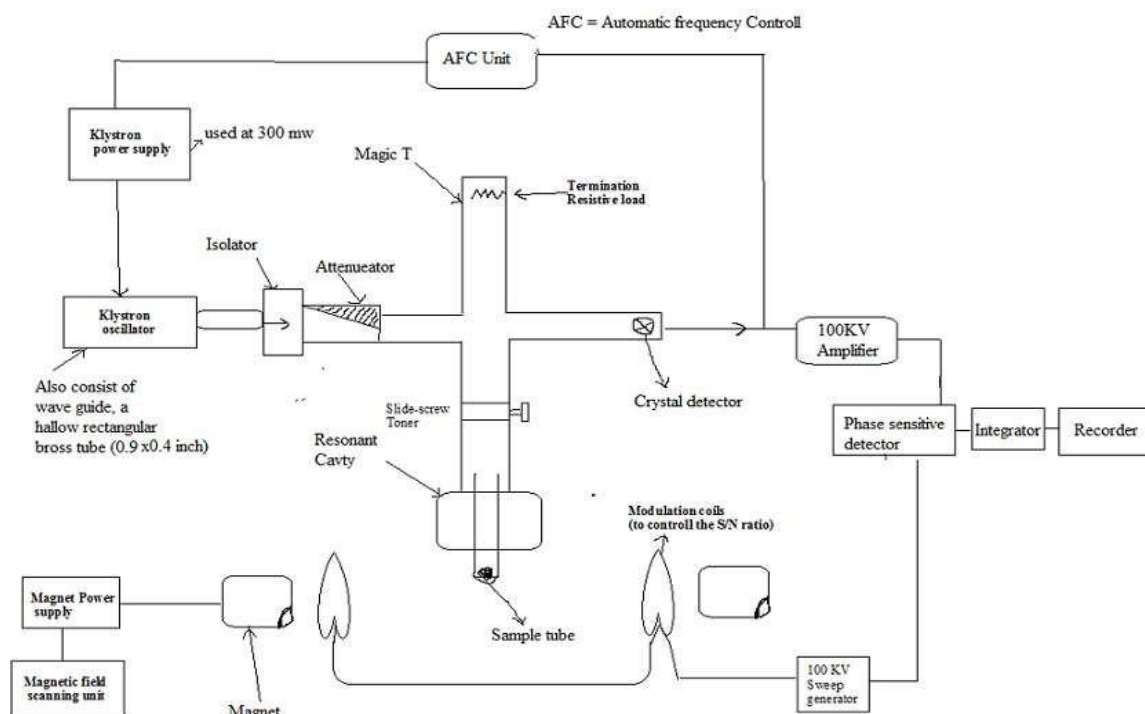 AFC = Automatic frequency Controll
AFC Unit
Klystron
power supply
used at 300 mw
Magic T
Termination
Resistive load
Isolator
Attenueator
Klystron
oscillator
100KV
Amplifier
Crystal detector
Also consist of
wave guide, a
hallow rectangular
bross tube (0.9 x0.4 inch)
Slide-screw
Toner
Phase sensitive
detector
Integrator
Recorder
Resonant
Cavty
Modulation coils
(to controll the S/N ratio)
Magnet Power
supply
Sample tube
Magnetic field
scanning unit
100 KV
Sweep
generator
Magnet